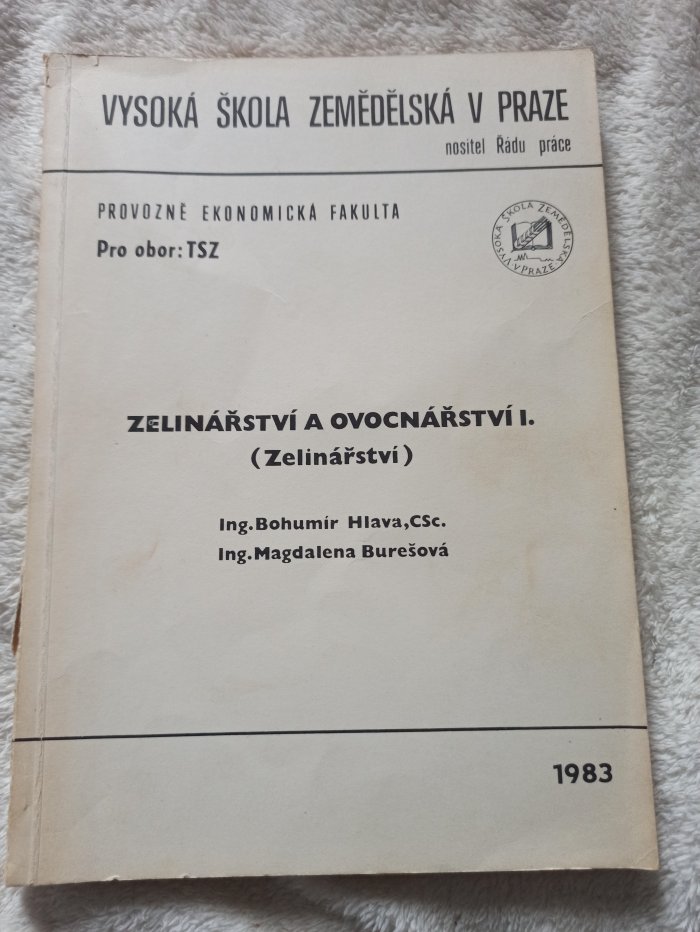 VYSOKÁ ŠKOLA ZEMĚDĚLSKÁ V PRAZE
nositel Řádu práce
PROVOZNĚ EKONOMICKÁ FAKULTA
Pro obor: TSZ
VYSOKÁ ŠKOLA ZEMĚDĚLSKÁ V PRAZE
ZELINÁŘSTVÍ A OVOCNÁŘSTVÍ I.
(Zelinářství)
Ing. Bohumír Hlava, CSc.
Ing. Magdalena Burešová
1983